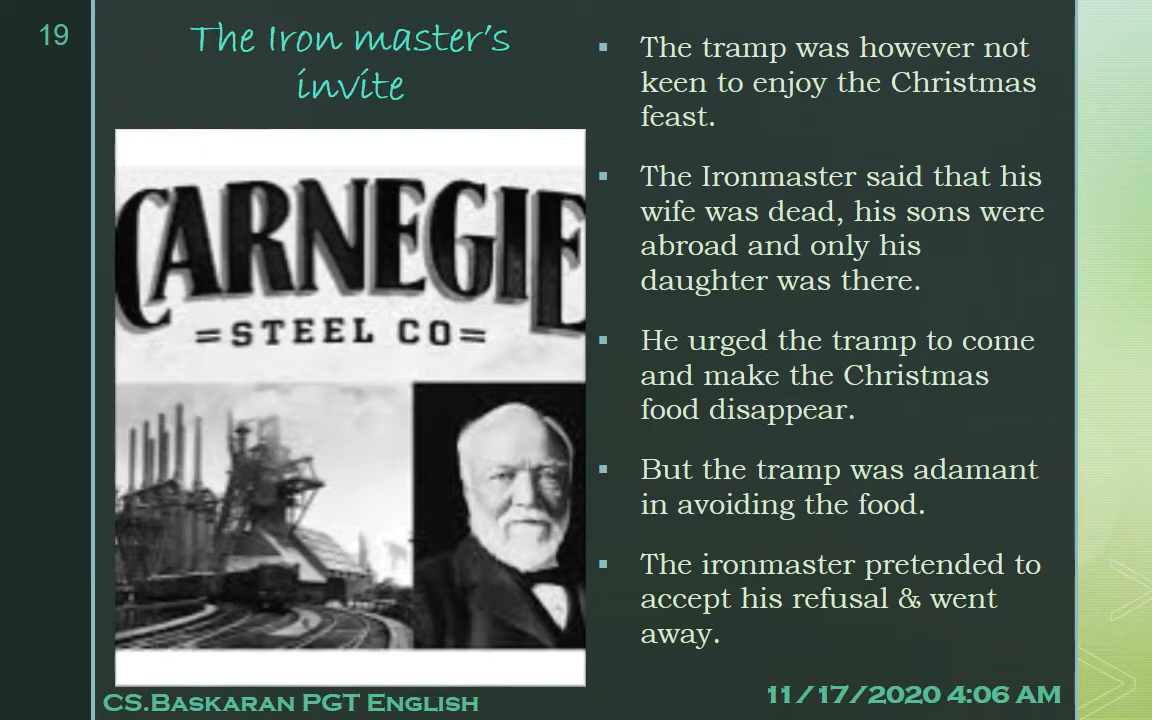 19
The Iron master's
invite
CARNEGIE
=STEEL CO=
▪ The tramp was however not
keen to enjoy the Christmas
feast.
▪ The Ironmaster said that his
wife was dead, his sons were
abroad and only his
daughter was there.
▪ He urged the tramp to come
and make the Christmas
food disappear.
▪ But the tramp was adamant
in avoiding the food.
▪ The ironmaster pretended to
accept his refusal & went
away.
CS.Baskaran PGT English
11/17/2020 4:06 AM